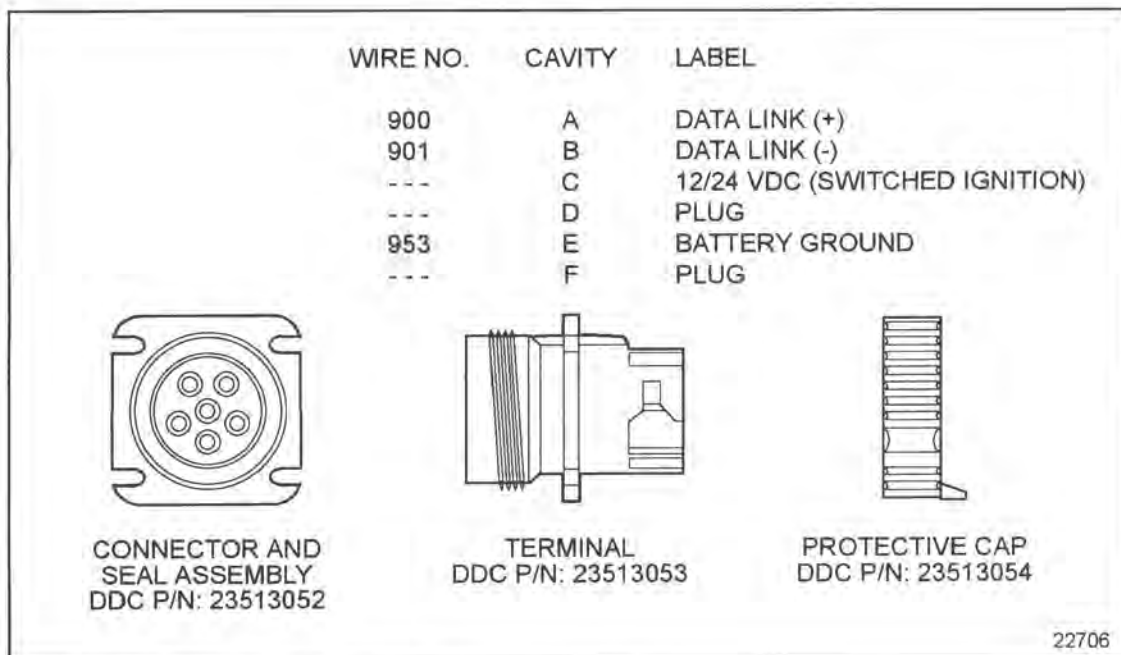 WIRE NO. CAVITY LABEL
900 A DATA LINK (+)
901 B DATA LINK (-)
--- C 12/24 VDC (SWITCHED IGNITION)
--- D PLUG
953 E BATTERY GROUND
--- F PLUG
CONNECTOR AND
SEAL ASSEMBLY
DDC P/N: 23513052
TERMINAL
DDC P/N: 23513053
PROTECTIVE CAP
DDC P/N: 23513054
22706